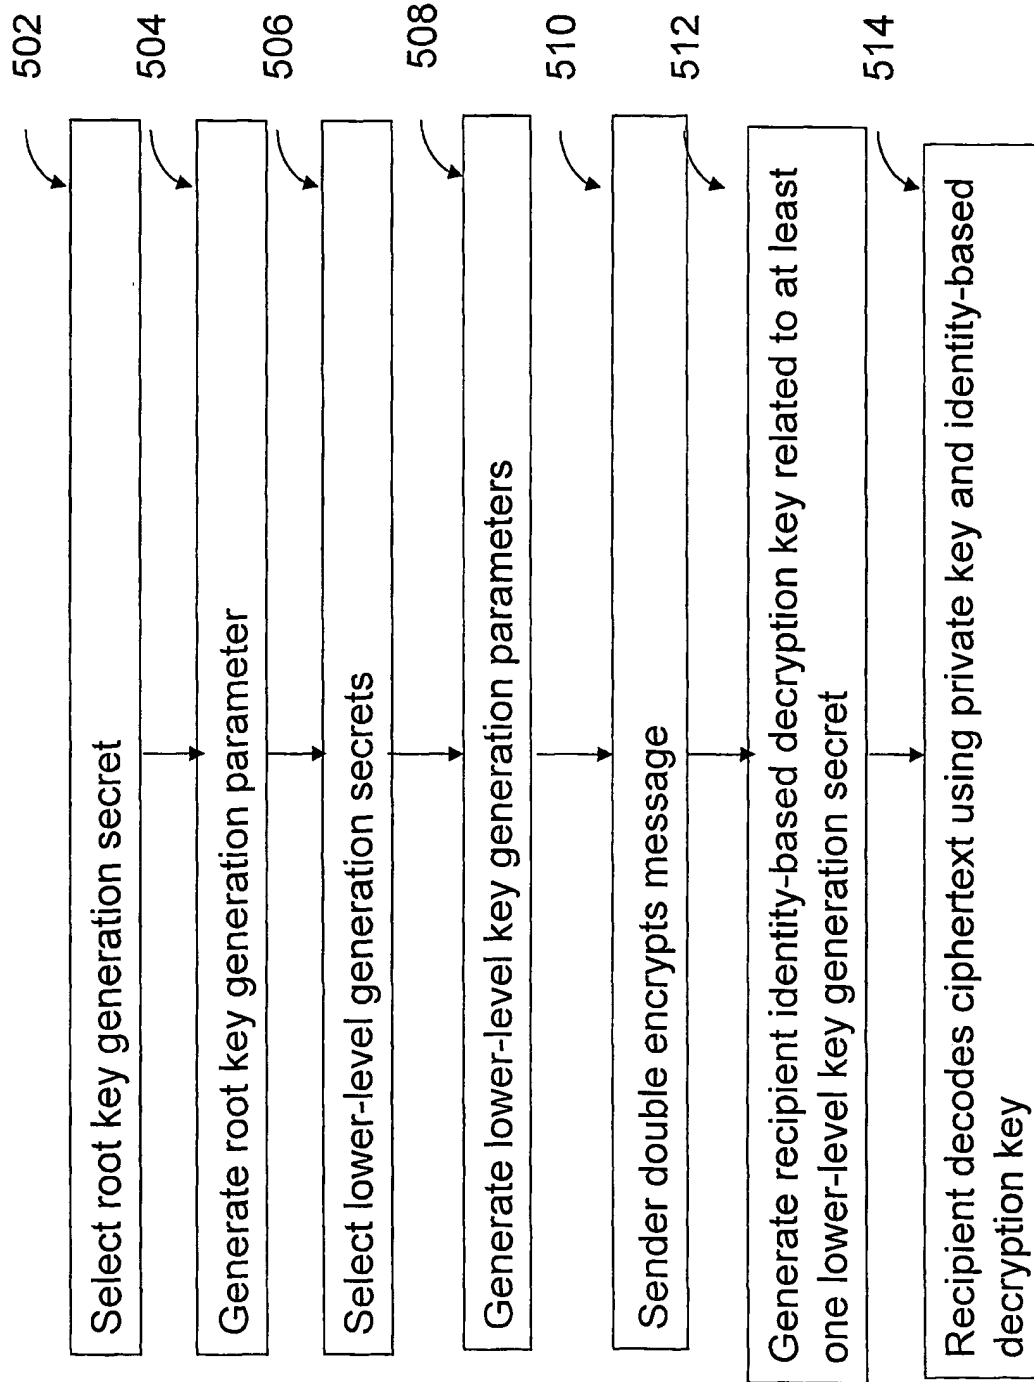 502
Select root key generation secret
504
Generate root key generation parameter
506
Select lower-level generation secrets
508
Generate lower-level key generation parameters
510
Sender double encrypts message
512
Generate recipient identity-based decryption key related to at least
one lower-level key generation secret
514
Recipient decodes ciphertext using private key and identity-based
decryption key